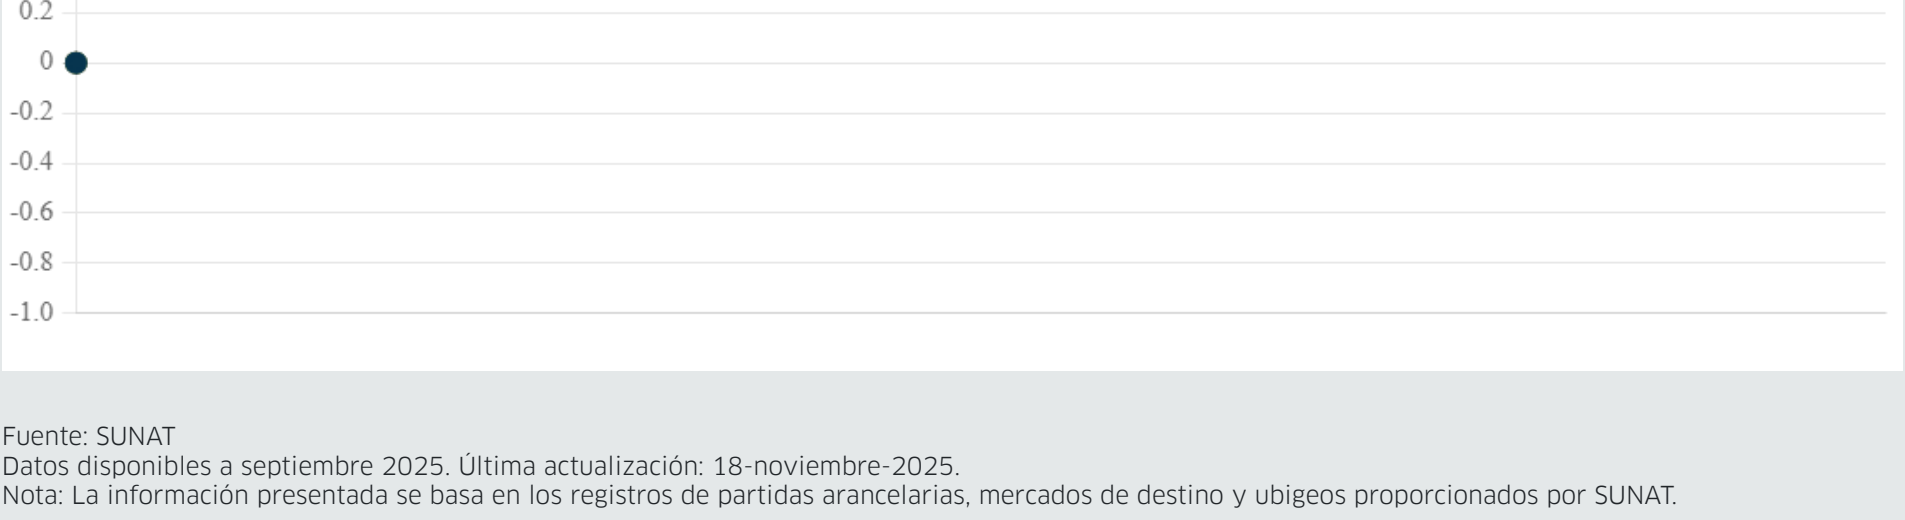 0.2
0
-0.2
-0.4
-0.6
-0.8
-1.0
Fuente: SUNAT
Datos disponibles a septiembre 2025. Última actualización: 18-noviembre-2025.
Nota: La información presentada se basa en los registros de partidas arancelarias, mercados de destino y ubigeos proporcionados por SUNAT.